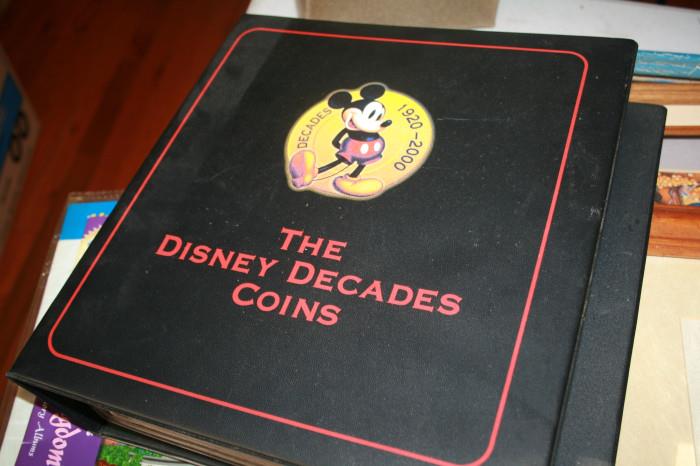 DECADES 1920-2000
THE
DISNEY DECADES
COINS